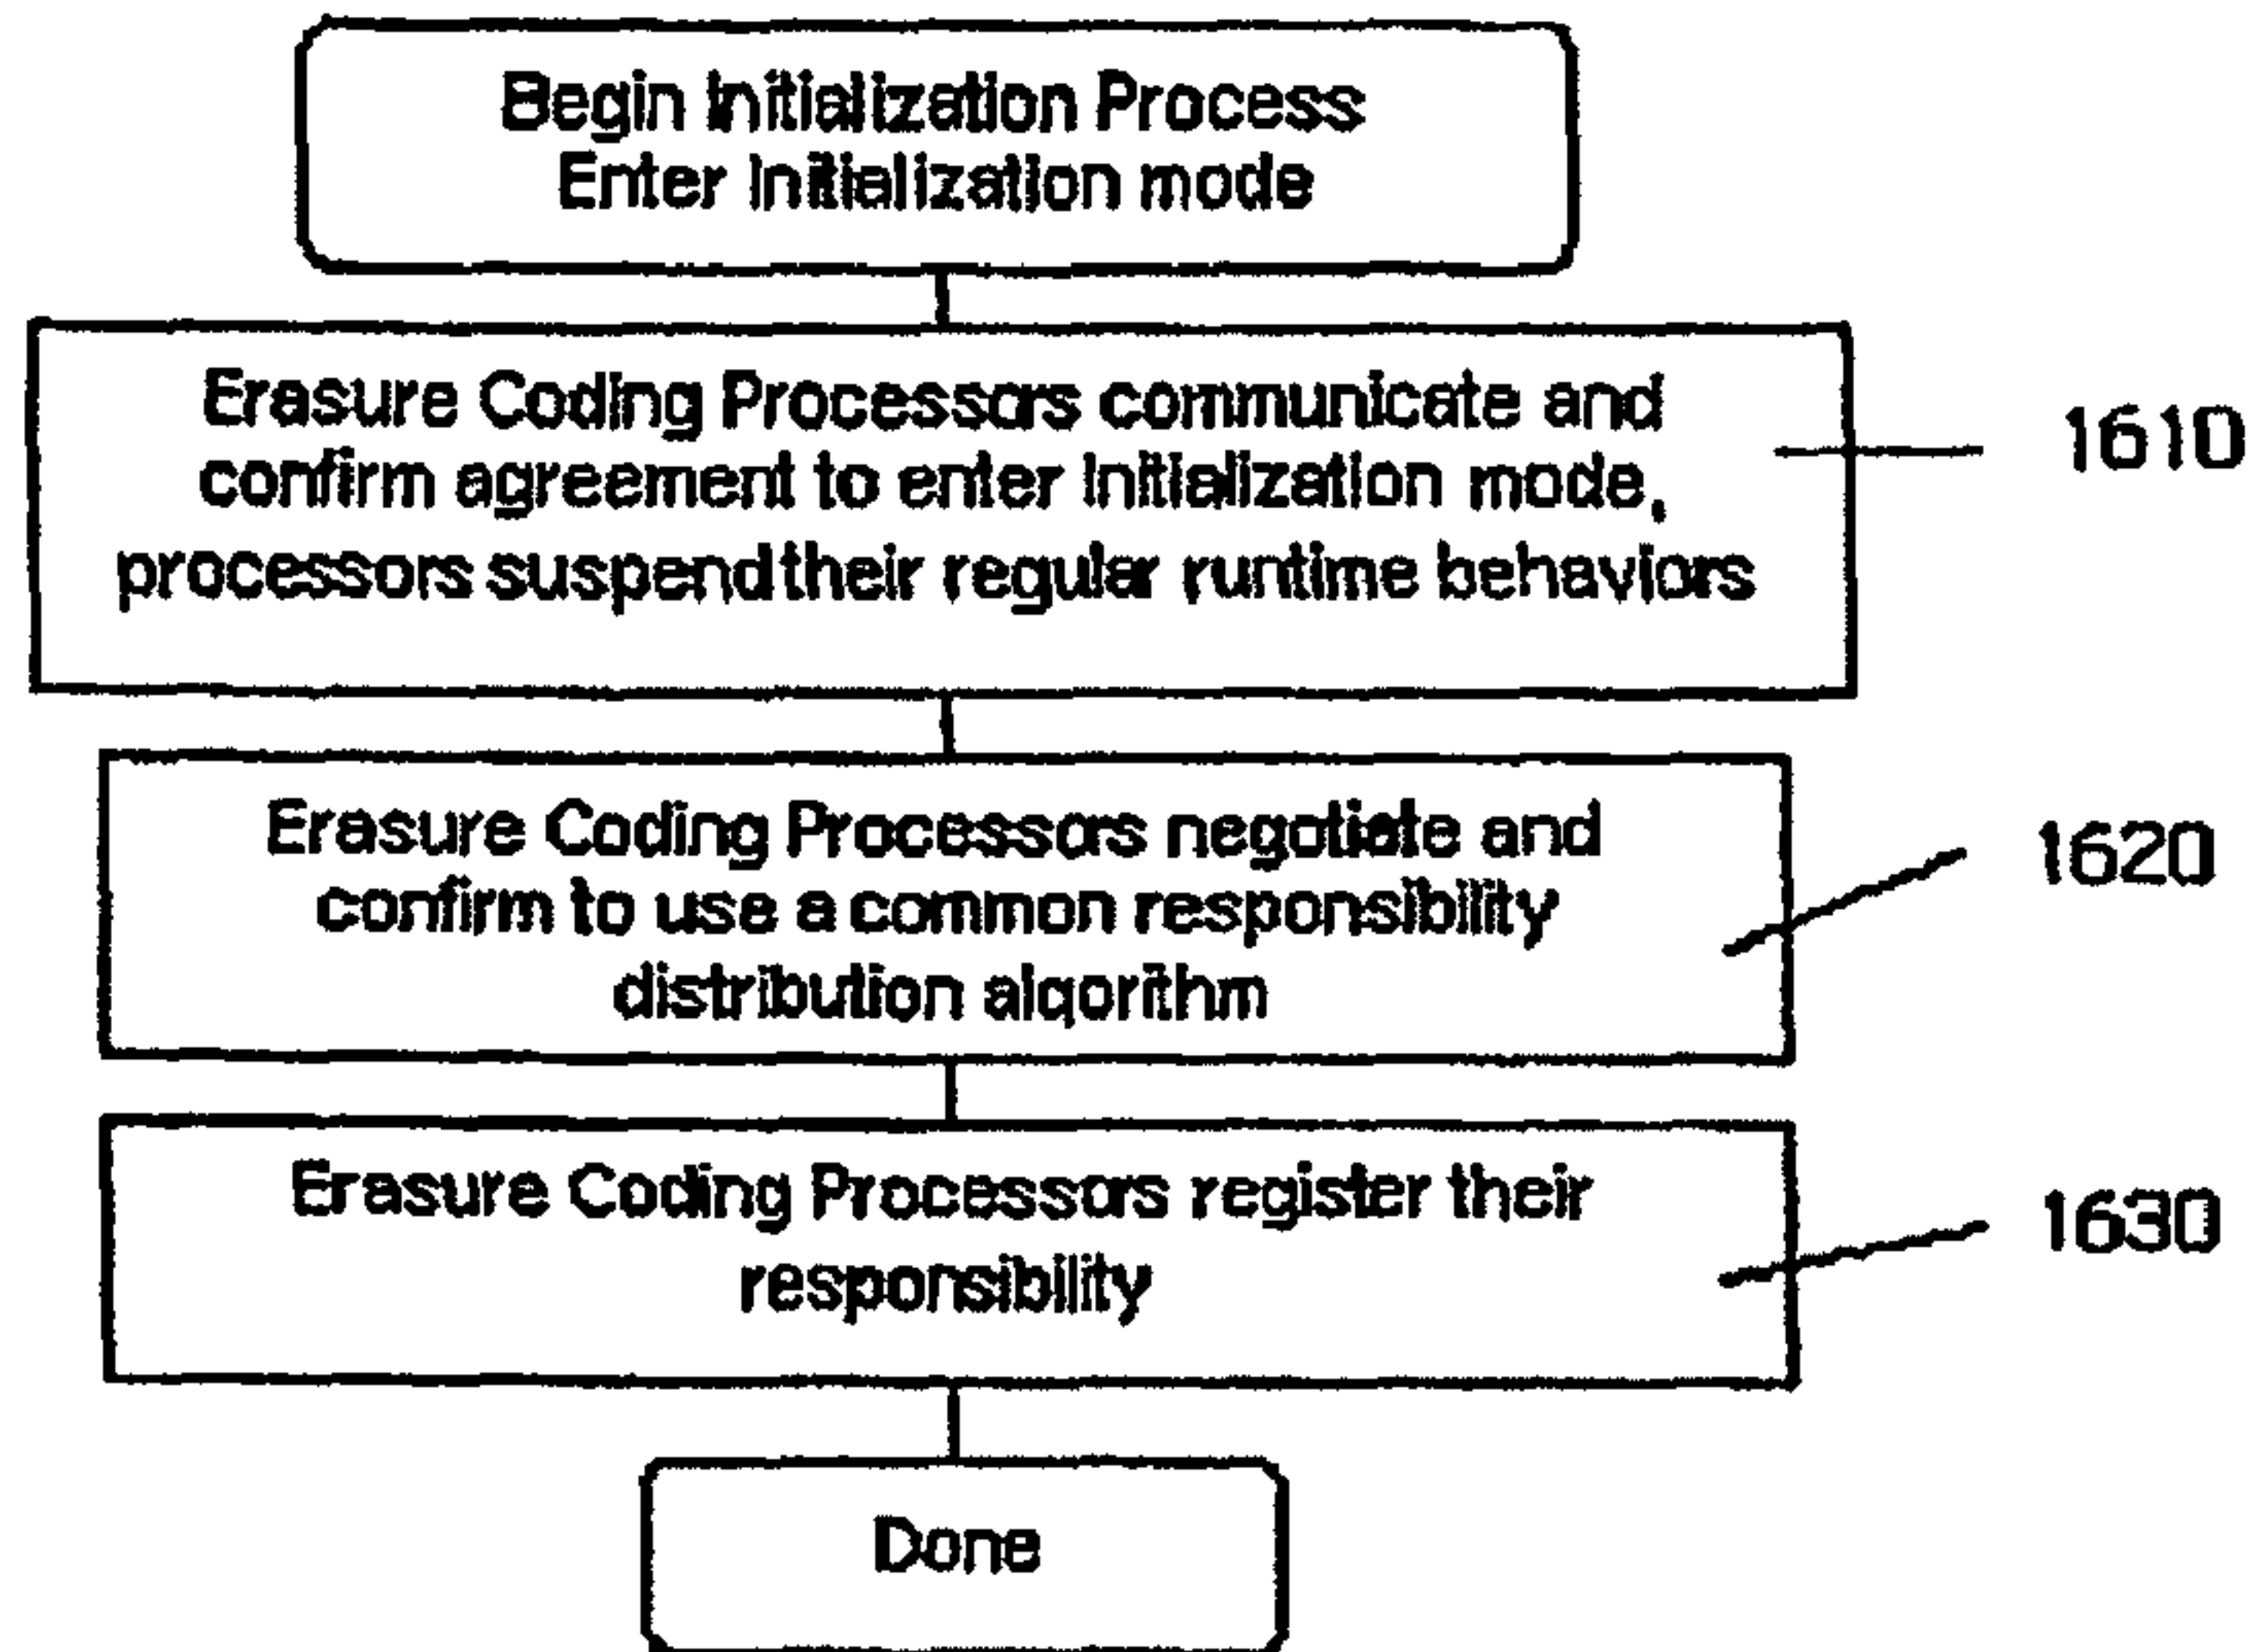 Begin Initialization Process
Enter Initialization mode
Erasure Coding Processors communicate and
confirm agreement to enter Initialization mode,
processors suspend their regular runtime behaviors
1610
Erasure Coding Processors negotiate and
confirm to use a common responsibility
distribution algorithm
1620
Erasure Coding Processors register their
responsibility
1630
Done